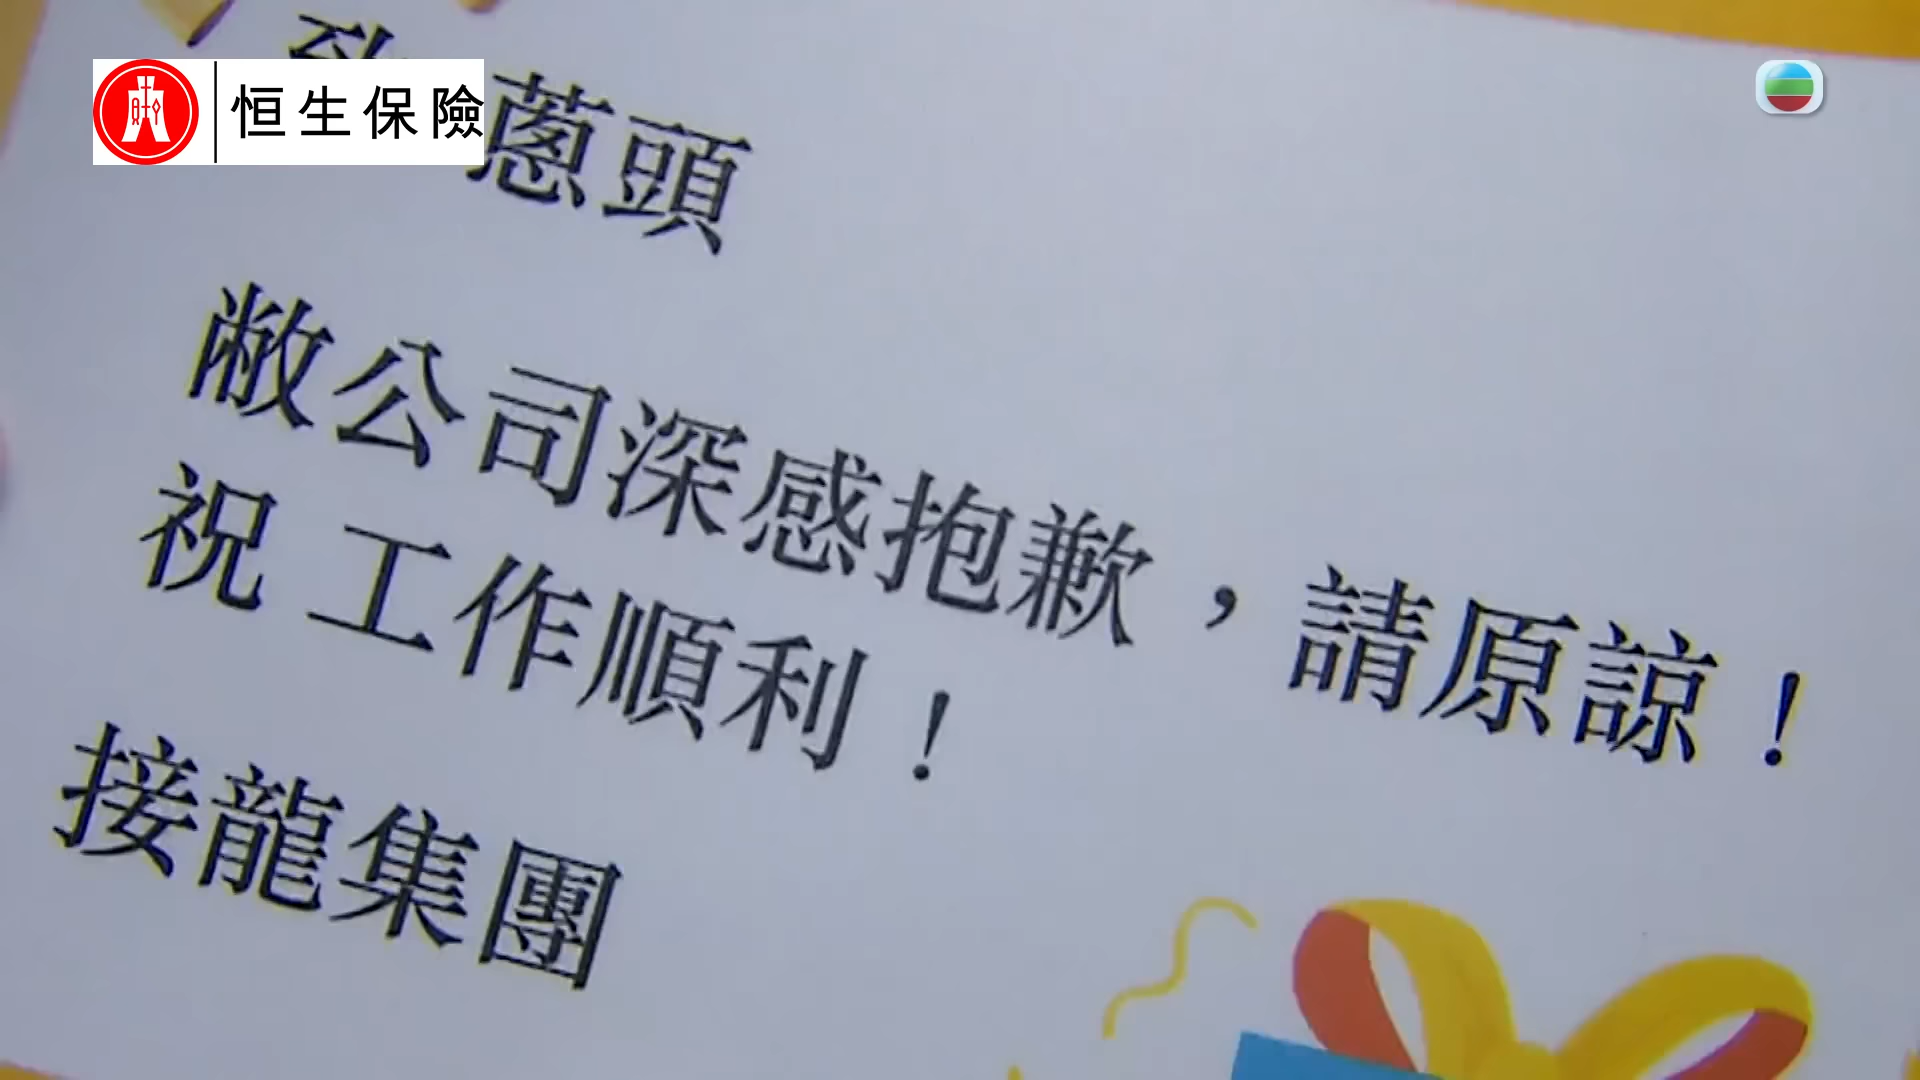 恒生保險
致 蔥頭
敝公司深感抱歉，請原諒！
祝 工作順利！
接龍集團